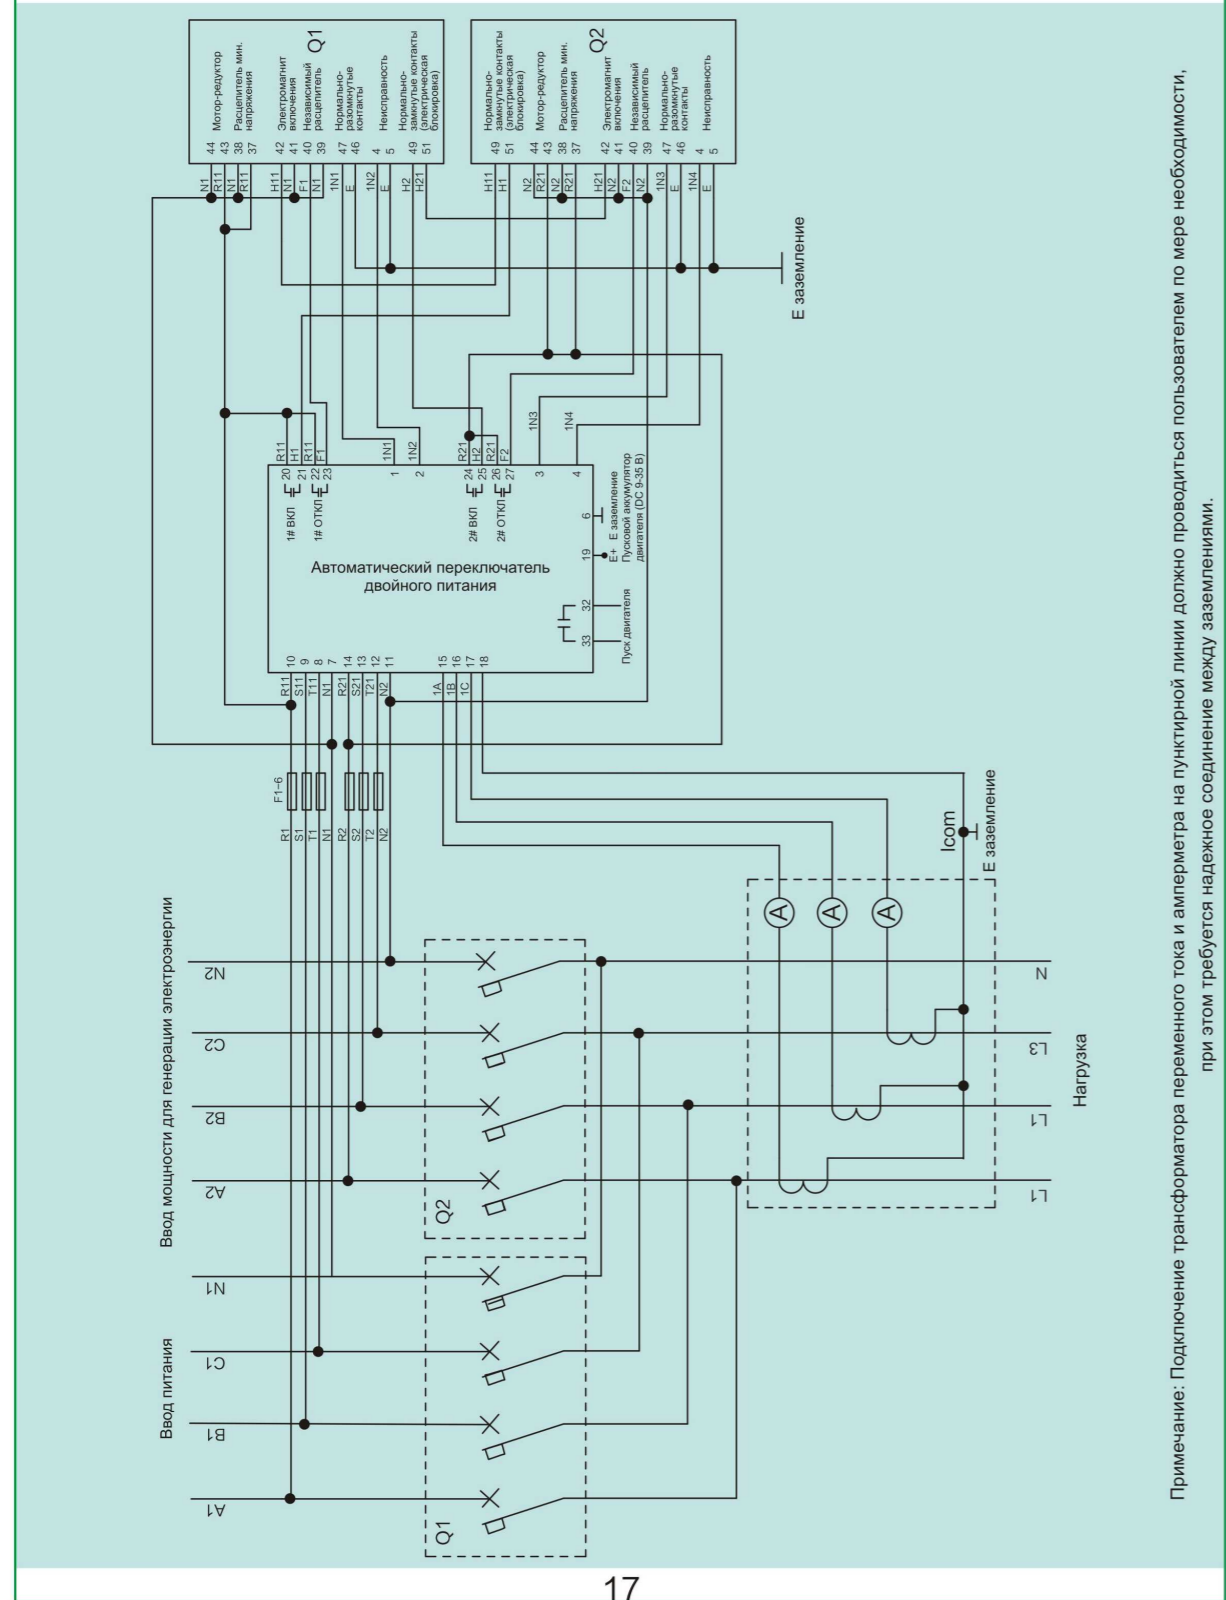 Q1
Мотор-редуктор
Расцепитель мин.
напряжения
Электромагнит
включения
Независимый
расцепитель
Нормально-
разомкнутые
контакты
Неисправность
Нормально-
замкнутые контакты
(электрическая
блокировка)
44
43
38
37
42
41
40
39
47
46
4
5
49
51
N1
R11
N1
R11
H11
N1
F1
N1
1N1
E
1N2
E
H2
H21
Q2
Нормально-
замкнутые контакты
(электрическая
блокировка)
Мотор-редуктор
Расцепитель мин.
напряжения
Электромагнит
включения
Независимый
расцепитель
Нормально-
разомкнутые
контакты
Неисправность
49
51
44
43
38
37
42
41
40
39
47
46
4
5
H11
H1
N2
R21
N2
R21
H21
N2
F2
N2
1N3
E
1N4
E
E заземление
R11
H1
R11
F1
1N1
1N2
R21
H2
R21
F2
1N3
1N4
20
21
22
23
1
2
24
25
26
27
3
4
1# ВКЛ
1# ОТКЛ
2# ВКЛ
2# ОТКЛ
Автоматический переключатель
двойного питания
6
E заземление
19
E+
Пусковой аккумулятор
двигателя (DC 9-35 В)
32
33
Пуск двигателя
10
9
8
7
14
13
12
11
15
16
17
18
R11
S11
T11
N1
R21
S21
T21
N2
1A
1B
1C
F1–6
R1
S1
T1
N1
R2
S2
T2
N2
Icom
E заземление
A
A
A
Ввод мощности для генерации электроэнергии
N2
C2
B2
A2
Q2
Ввод питания
N1
C1
B1
A1
Q1
N
L3
L1
L1
Нагрузка
Примечание: Подключение трансформатора переменного тока и амперметра на пунктирной линии должно проводиться пользователем по мере необходимости,
при этом требуется надежное соединение между заземлениями.
17